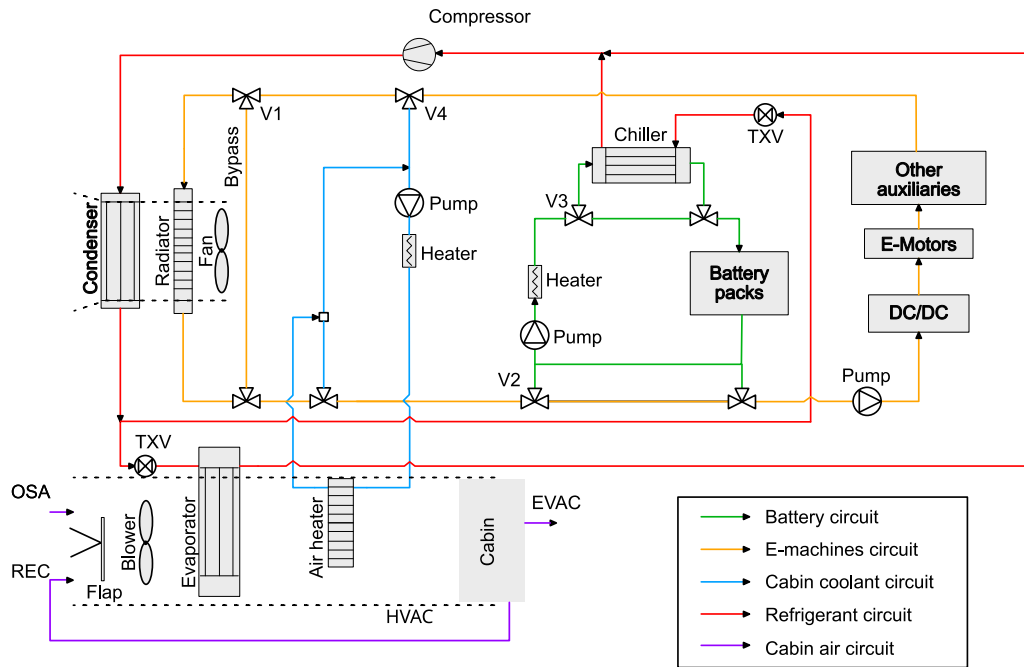 Compressor
V1
V4
Bypass
Chiller
TXV
Other
auxiliaries
Condenser
Radiator
Fan
Pump
V3
E-Motors
Heater
Heater
Battery
packs
DC/DC
Pump
V2
Pump
TXV
OSA
EVAC
REC
Flap
Blower
Evaporator
Air heater
Cabin
HVAC
Battery circuit
E-machines circuit
Cabin coolant circuit
Refrigerant circuit
Cabin air circuit